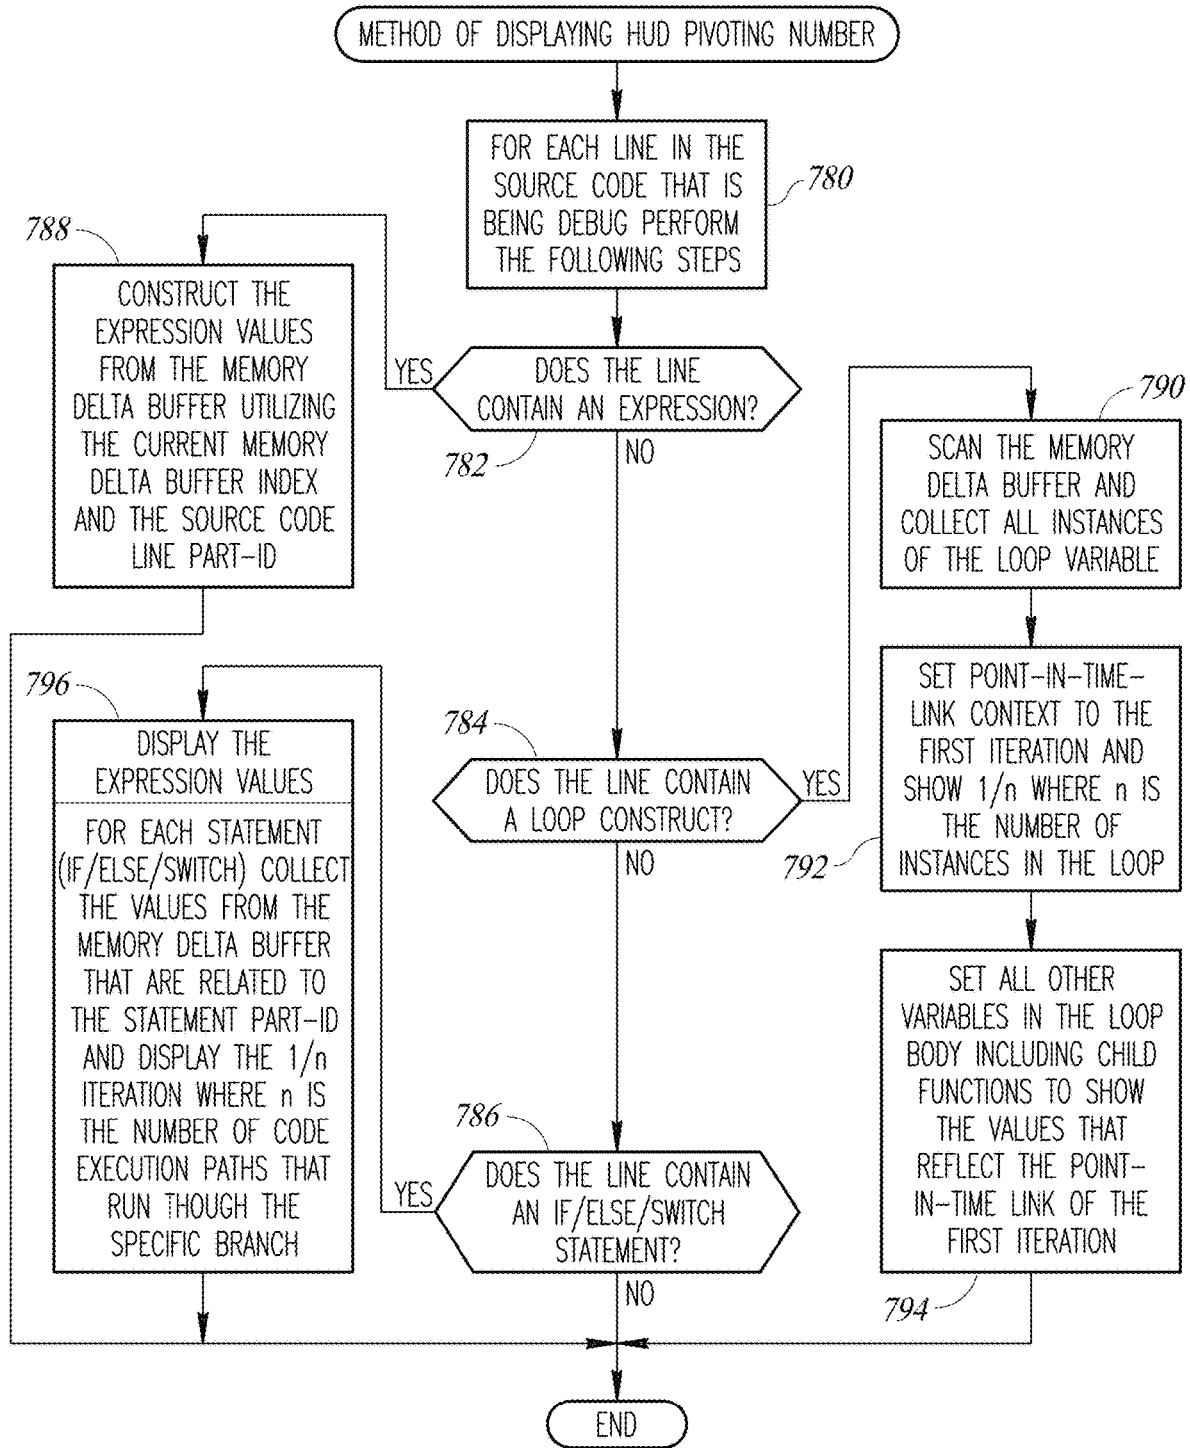 METHOD OF DISPLAYING HUD PIVOTING NUMBER
FOR EACH LINE IN THE
SOURCE CODE THAT IS
BEING DEBUG PERFORM
THE FOLLOWING STEPS
780
788
CONSTRUCT THE
EXPRESSION VALUES
FROM THE MEMORY
DELTA BUFFER UTILIZING
THE CURRENT MEMORY
DELTA BUFFER INDEX
AND THE SOURCE CODE
LINE PART-ID
YES
DOES THE LINE
CONTAIN AN EXPRESSION?
782
NO
790
SCAN THE MEMORY
DELTA BUFFER AND
COLLECT ALL INSTANCES
OF THE LOOP VARIABLE
796
DISPLAY THE
EXPRESSION VALUES
FOR EACH STATEMENT
(IF/ELSE/SWITCH) COLLECT
THE VALUES FROM THE
MEMORY DELTA BUFFER
THAT ARE RELATED TO
THE STATEMENT PART-ID
AND DISPLAY THE 1/n
ITERATION WHERE n IS
THE NUMBER OF CODE
EXECUTION PATHS THAT
RUN THOUGH THE
SPECIFIC BRANCH
784
DOES THE LINE CONTAIN
A LOOP CONSTRUCT?
YES
NO
SET POINT-IN-TIME-
LINK CONTEXT TO THE
FIRST ITERATION AND
SHOW 1/n WHERE n IS
THE NUMBER OF
INSTANCES IN THE LOOP
792
SET ALL OTHER
VARIABLES IN THE LOOP
BODY INCLUDING CHILD
FUNCTIONS TO SHOW
THE VALUES THAT
REFLECT THE POINT-
IN-TIME LINK OF THE
FIRST ITERATION
794
786
YES
DOES THE LINE CONTAIN
AN IF/ELSE/SWITCH
STATEMENT?
NO
END